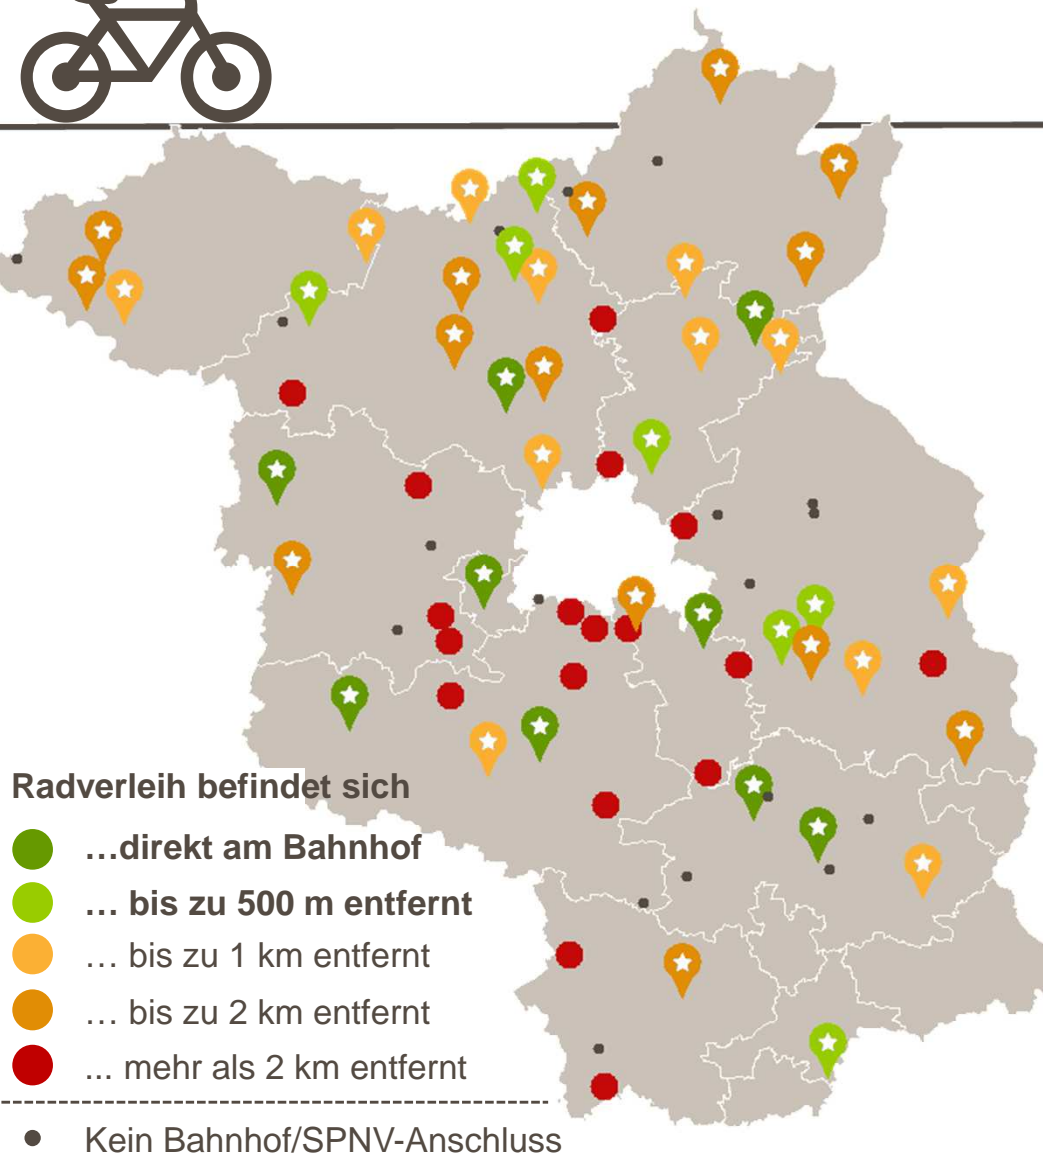 Radverleih befindet sich
…direkt am Bahnhof
… bis zu 500 m entfernt
… bis zu 1 km entfernt
… bis zu 2 km entfernt
... mehr als 2 km entfernt
Kein Bahnhof/SPNV-Anschluss